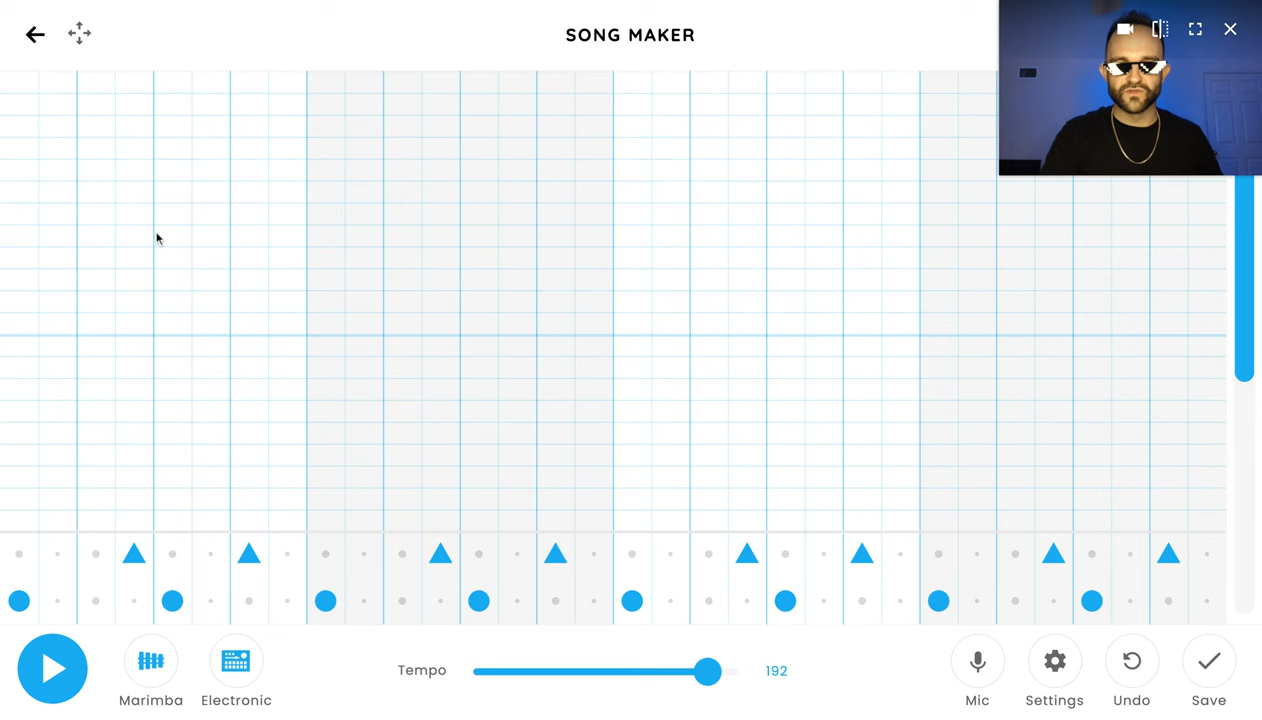 SONG MAKER
Tempo
192
Marimba
Electronic
Mic
Settings
Undo
Save